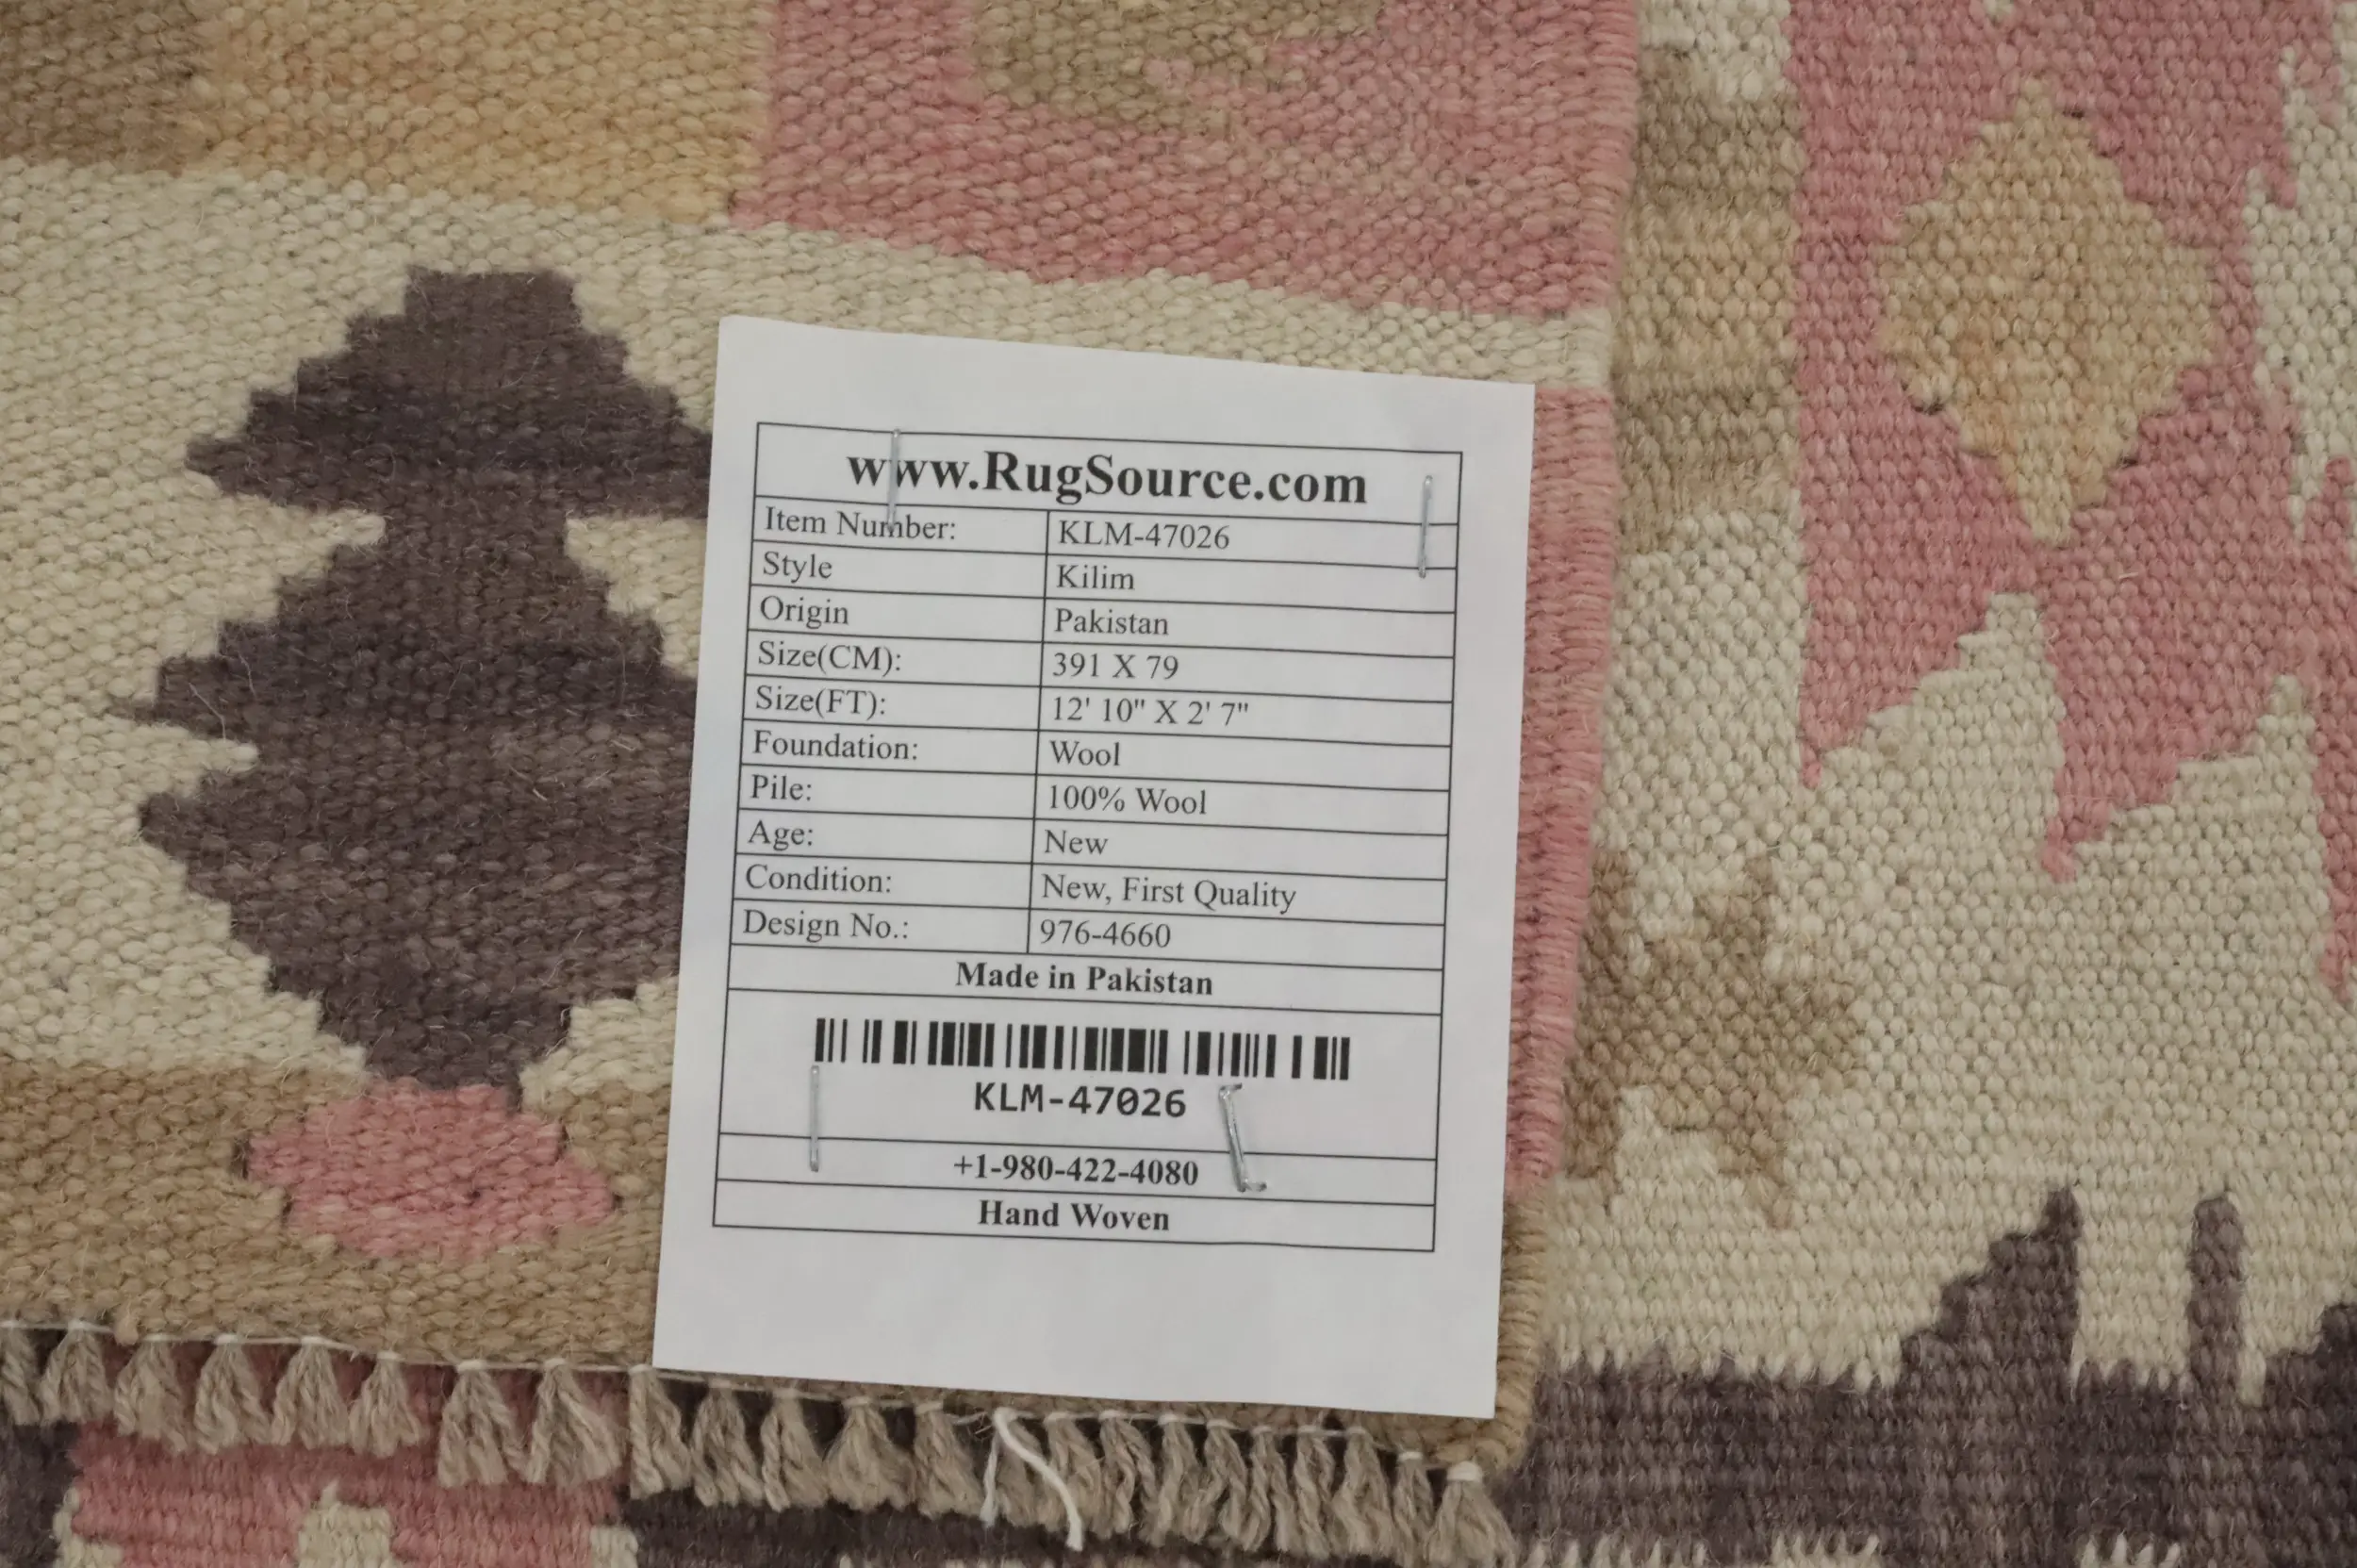 www.RugSource.com
Item Number: KLM-47026
Style Kilim
Origin Pakistan
Size(CM): 391 X 79
Size(FT): 12' 10" X 2' 7"
Foundation: Wool
Pile: 100% Wool
Age: New
Condition: New, First Quality
Design No.: 976-4660
Made in Pakistan
KLM-47026
+1-980-422-4080
Hand Woven